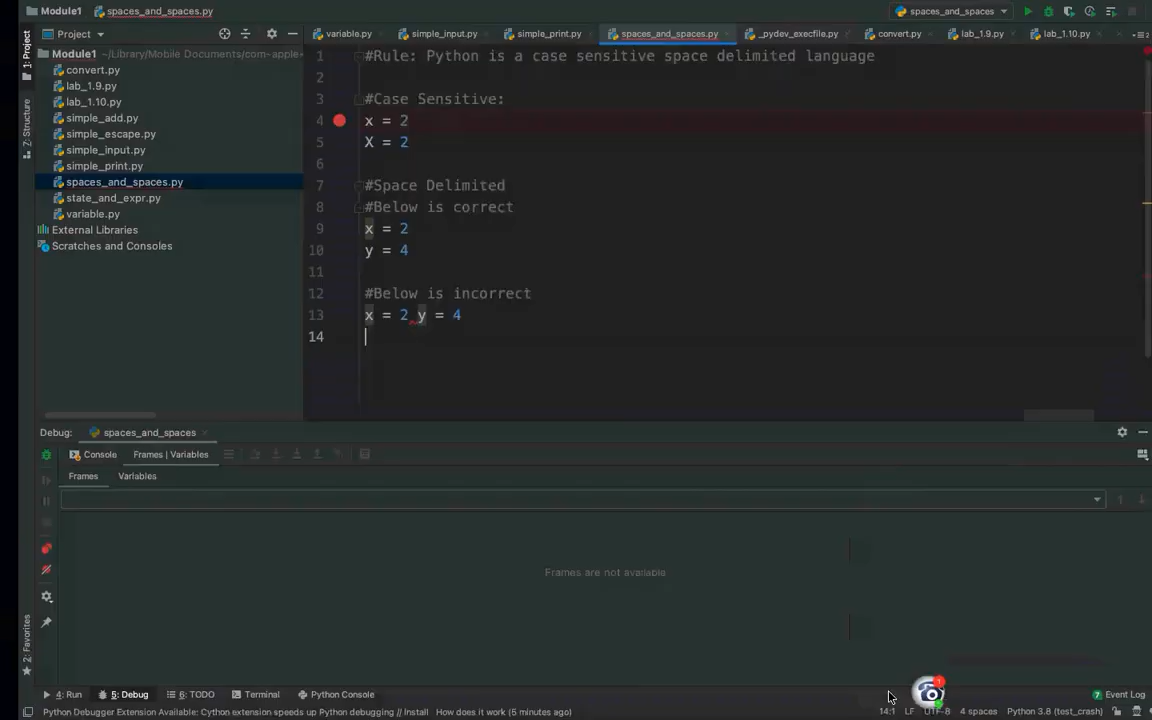 Module1 spaces_and_spaces.py spaces_and_spaces
Project variable.py simple_input.py simple_print.py spaces_and_spaces.py _pydev_execfile.py convert.py lab_1.9.py lab_1.10.py
1: Project
Module1 ~/Library/Mobile Documents/com-apple
convert.py
lab_1.9.py
lab_1.10.py
simple_add.py
simple_escape.py
simple_input.py
simple_print.py
spaces_and_spaces.py
state_and_expr.py
variable.py
External Libraries
Scratches and Consoles
7: Structure
1 #Rule: Python is a case sensitive space delimited language
2
3 #Case Sensitive:
4 x = 2
5 X = 2
6
7 #Space Delimited
8 #Below is correct
9 x = 2
10 y = 4
11
12 #Below is incorrect
13 x = 2 y = 4
14
Debug: spaces_and_spaces
Console Frames | Variables
Frames Variables
Frames are not available
2: Favorites
4: Run 5: Debug 6: TODO Terminal Python Console 7 Event Log
Python Debugger Extension Available: Cython extension speeds up Python debugging // Install How does it work (5 minutes ago) 14:1 LF UTF-8 4 spaces Python 3.8 (test_crash)